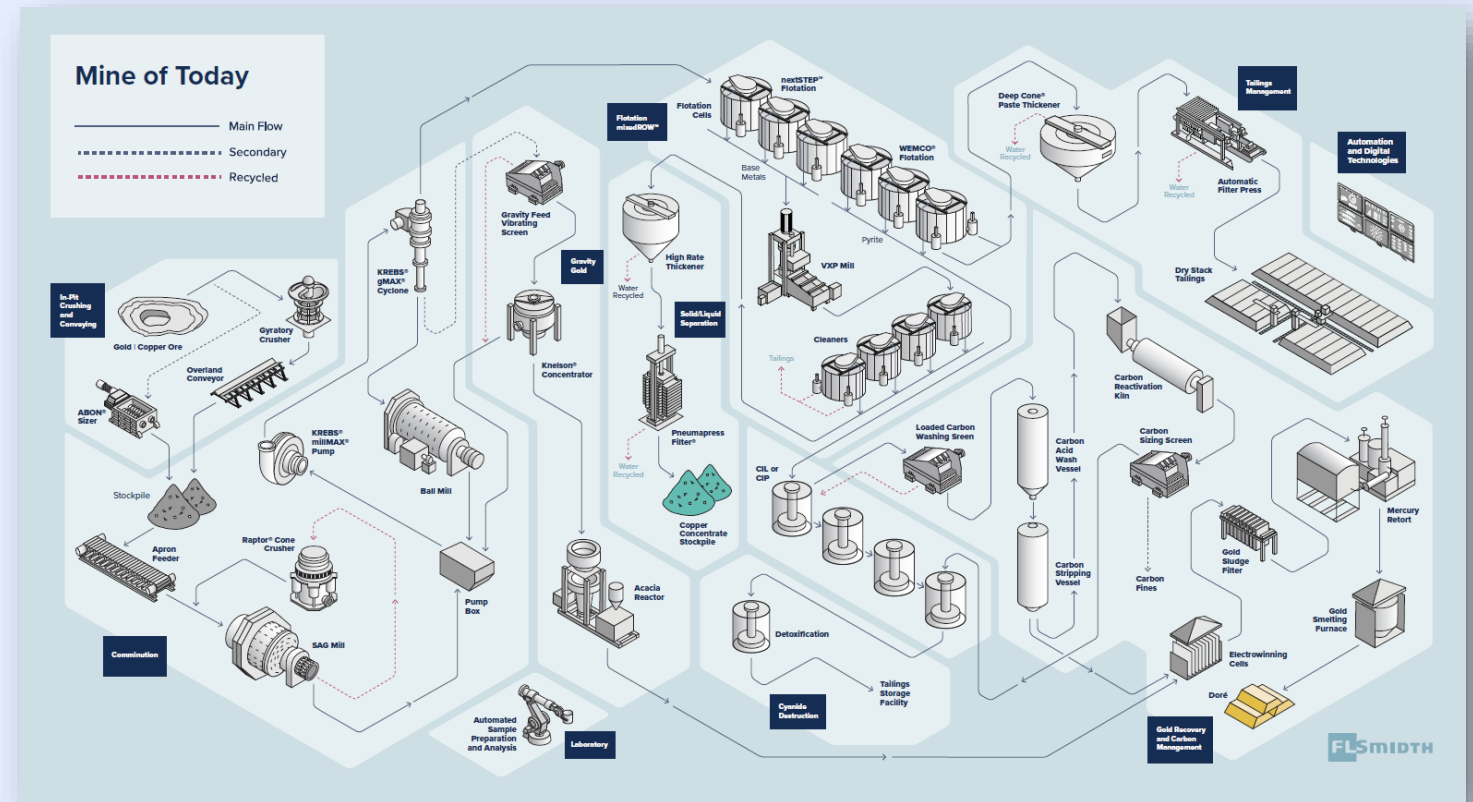 Mine of Today
Main Flow
Secondary
Recycled
In-Pit
Crushing
and
Conveying
Gold | Copper Ore
Gyratory
Crusher
Overland
Conveyor
ABON®
Sizer
Stockpile
Apron
Feeder
Raptor® Cone
Crusher
SAG Mill
Comminution
KREBS®
gMAX®
Cyclone
KREBS®
millMAX®
Pump
Ball Mill
Pump
Box
Gravity Feed
Vibrating
Screen
Gravity
Gold
Knelson®
Concentrator
Acacia
Reactor
Automated
Sample
Preparation
and Analysis
Laboratory
Flotation
mixedROW™
Flotation
Cells
nextSTEP™
Flotation
WEMCO®
Flotation
Base
Metals
Pyrite
VXP Mill
Cleaners
Tailings
High Rate
Thickener
Water
Recycled
Solid/Liquid
Separation
Pneumapress
Filter®
Water
Recycled
Copper
Concentrate
Stockpile
Deep Cone®
Paste Thickener
Water
Recycled
Tailings
Management
Automatic
Filter Press
Water
Recycled
Dry Stack
Tailings
Automation
and Digital
Technologies
CIL or
CIP
Loaded Carbon
Washing Sreen
Detoxification
Tailings
Storage
Facility
Cyanide
Destruction
Carbon
Acid
Wash
Vessel
Carbon
Stripping
Vessel
Carbon
Reactivation
Kiln
Carbon
Sizing Screen
Carbon
Fines
Gold
Sludge
Filter
Mercury
Retort
Gold
Smelting
Furnace
Electrowinning
Cells
Doré
Gold Recovery
and Carbon
Management
FLSMIDTH